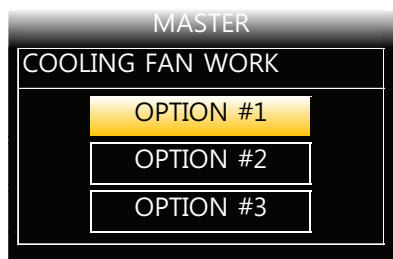 MASTER
COOLING FAN WORK
OPTION #1
OPTION #2
OPTION #3